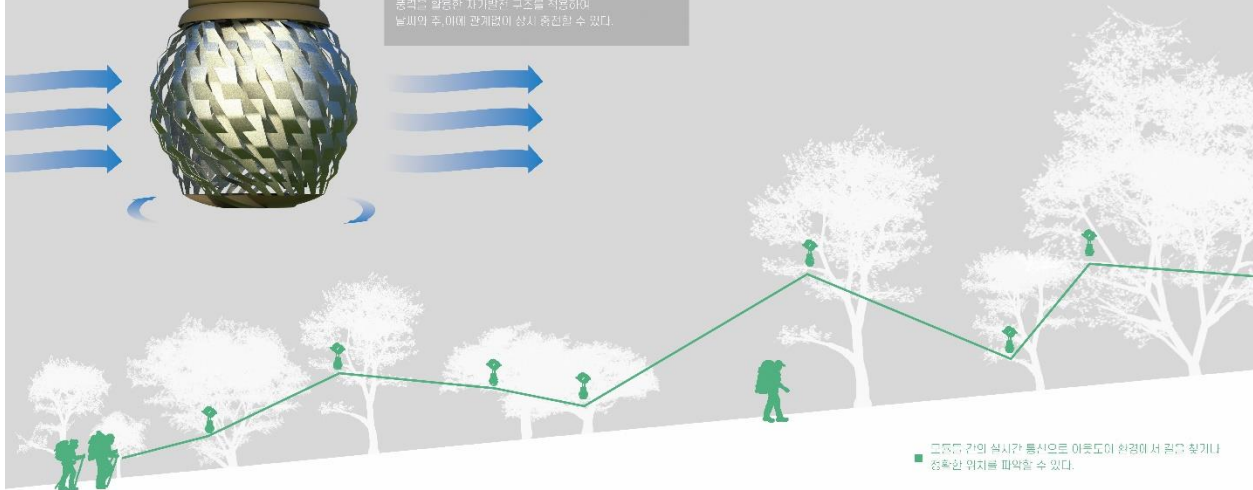 풍력을 활용한 자기발전 구조를 적용하여
날씨와 주,야에 관계없이 상시 충전할 수 있다.
모듈들 간의 실시간 통신으로 아웃도어 환경에서 길을 찾거나
정확한 위치를 파악할 수 있다.